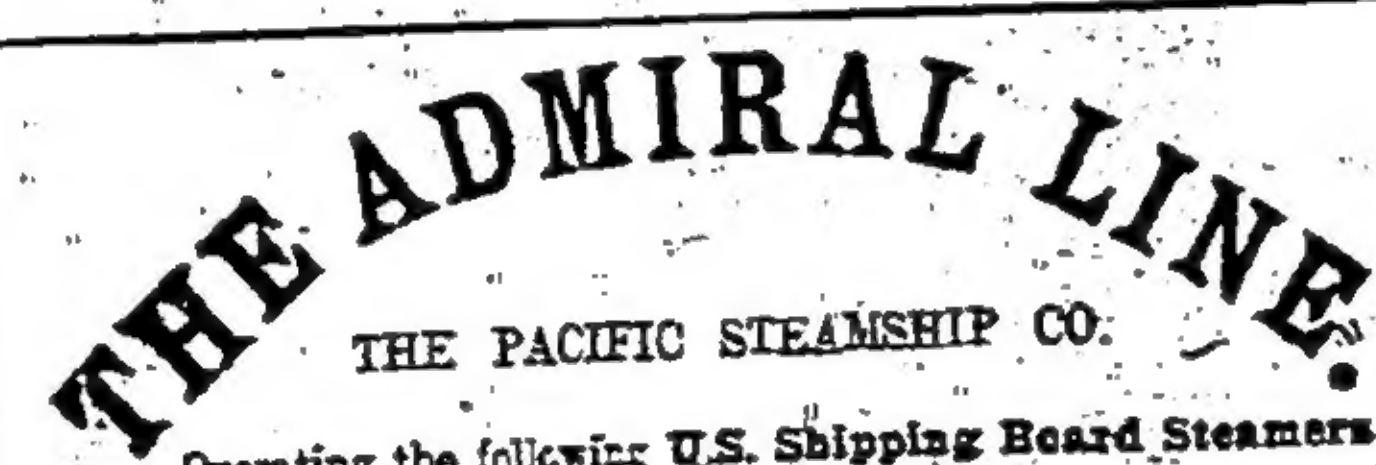 THE ADMIRAL LINE.
THE PACIFIC STEAMSHIP CO.
Operating the following U.S. Shipping Board Steamers